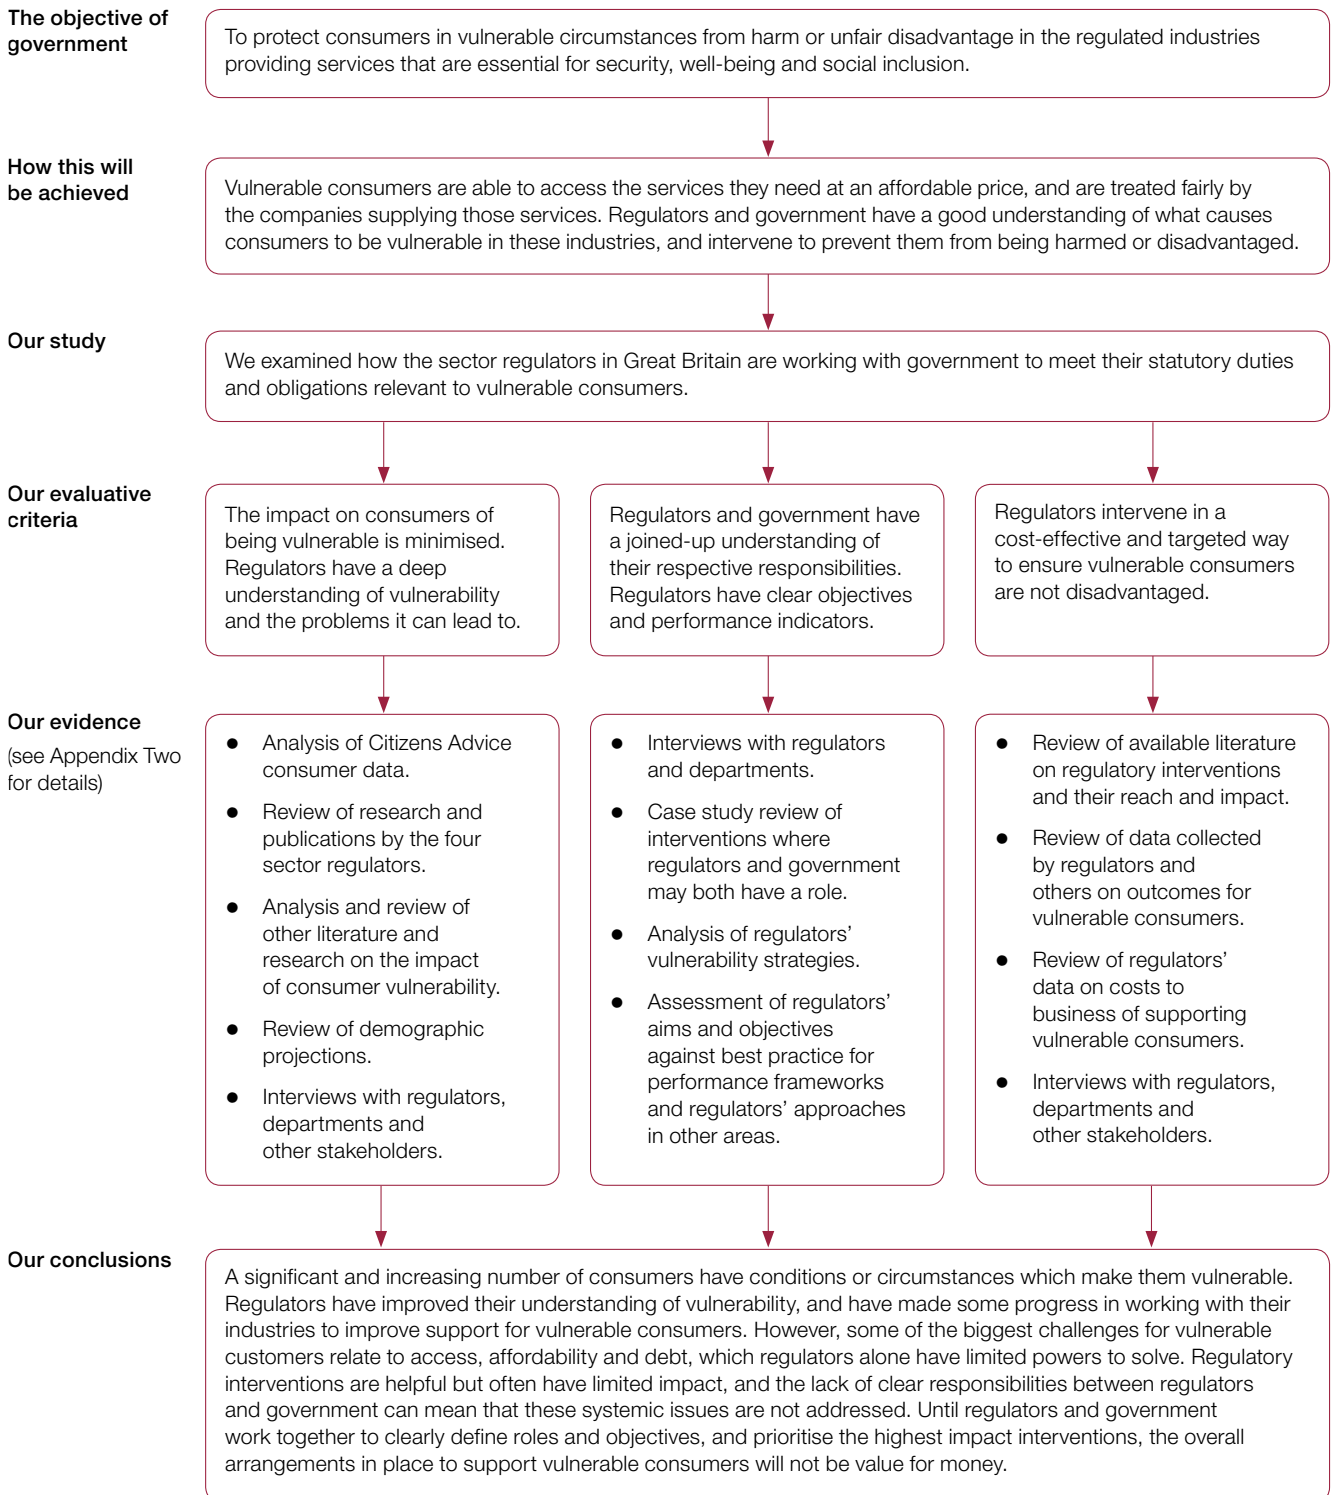 The objective of
government
To protect consumers in vulnerable circumstances from harm or unfair disadvantage in the regulated industries
providing services that are essential for security, well-being and social inclusion.
How this will
be achieved
Vulnerable consumers are able to access the services they need at an affordable price, and are treated fairly by
the companies supplying those services. Regulators and government have a good understanding of what causes
consumers to be vulnerable in these industries, and intervene to prevent them from being harmed or disadvantaged.
Our study
We examined how the sector regulators in Great Britain are working with government to meet their statutory duties
and obligations relevant to vulnerable consumers.
Our evaluative
criteria
The impact on consumers of
being vulnerable is minimised.
Regulators have a deep
understanding of vulnerability
and the problems it can lead to.
Regulators and government have
a joined-up understanding of
their respective responsibilities.
Regulators have clear objectives
and performance indicators.
Regulators intervene in a
cost-effective and targeted way
to ensure vulnerable consumers
are not disadvantaged.
Our evidence
(see Appendix Two
for details)
● Analysis of Citizens Advice
consumer data.
● Review of research and
publications by the four
sector regulators.
● Analysis and review of
other literature and
research on the impact
of consumer vulnerability.
● Review of demographic
projections.
● Interviews with regulators,
departments and
other stakeholders.
● Interviews with regulators
and departments.
● Case study review of
interventions where
regulators and government
may both have a role.
● Analysis of regulators’
vulnerability strategies.
● Assessment of regulators’
aims and objectives
against best practice for
performance frameworks
and regulators’ approaches
in other areas.
● Review of available literature
on regulatory interventions
and their reach and impact.
● Review of data collected
by regulators and
others on outcomes for
vulnerable consumers.
● Review of regulators’
data on costs to
business of supporting
vulnerable consumers.
● Interviews with regulators,
departments and
other stakeholders.
Our conclusions
A significant and increasing number of consumers have conditions or circumstances which make them vulnerable.
Regulators have improved their understanding of vulnerability, and have made some progress in working with their
industries to improve support for vulnerable consumers. However, some of the biggest challenges for vulnerable
customers relate to access, affordability and debt, which regulators alone have limited powers to solve. Regulatory
interventions are helpful but often have limited impact, and the lack of clear responsibilities between regulators
and government can mean that these systemic issues are not addressed. Until regulators and government
work together to clearly define roles and objectives, and prioritise the highest impact interventions, the overall
arrangements in place to support vulnerable consumers will not be value for money.